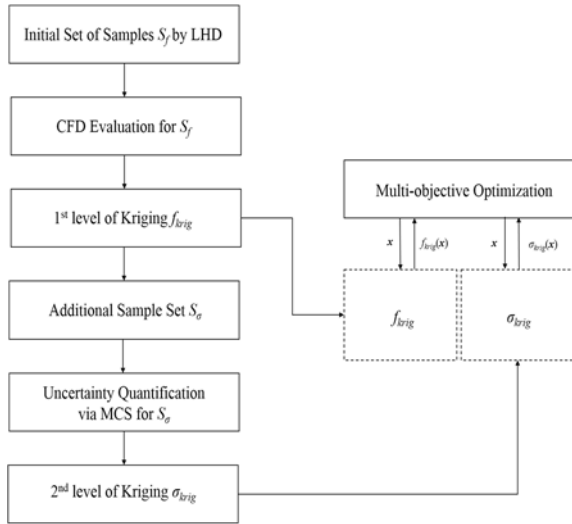 Initial Set of Samples S_f by LHD
CFD Evaluation for S_f
1st level of Kriging f_krig
Additional Sample Set S_σ
Uncertainty Quantification
via MCS for S_σ
2nd level of Kriging σ_krig
Multi-objective Optimization
x f_krig(x) x σ_krig(x)
f_krig σ_krig